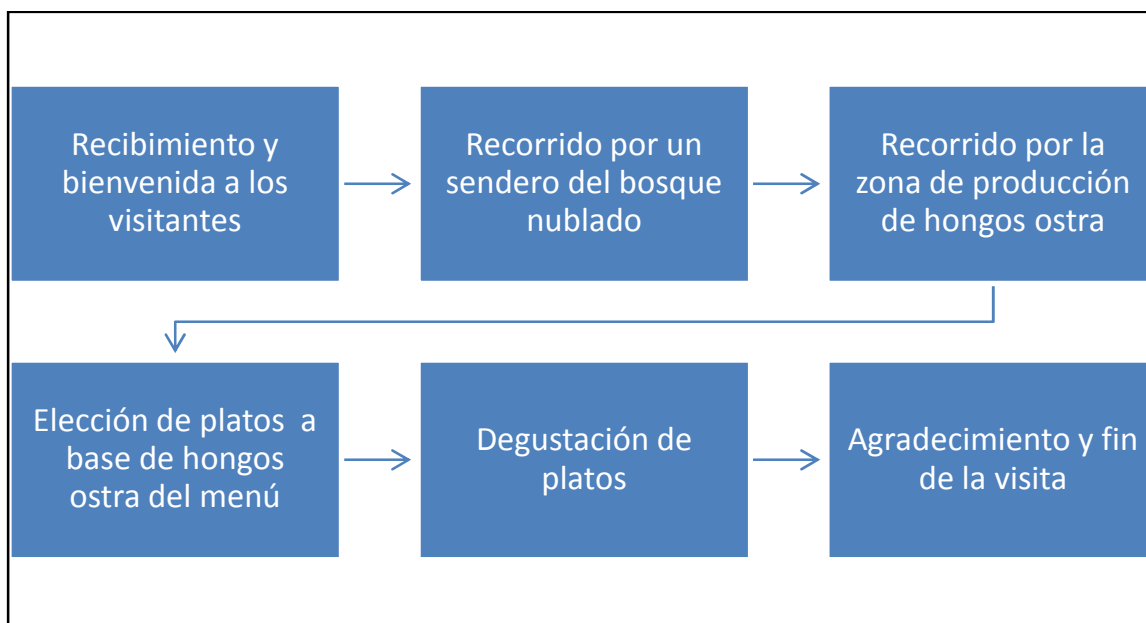 Recibimiento y
bienvenida a los
visitantes
Recorrido por un
sendero del bosque
nublado
Recorrido por la
zona de producción
de hongos ostra
Elección de platos  a
base de hongos
ostra del menú
Degustación de
platos
Agradecimiento y fin
de la visita